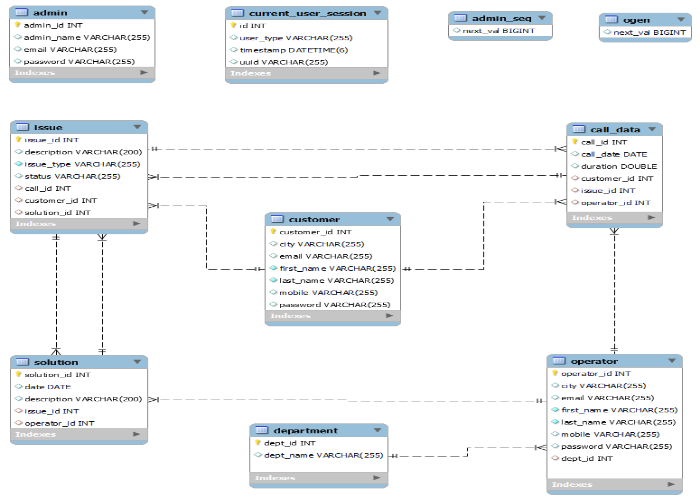 admin
admin_id INT
admin_name VARCHAR(255)
email VARCHAR(255)
password VARCHAR(255)
Indexes
current_user_session
id INT
user_type VARCHAR(255)
timestamp DATETIME(6)
uuid VARCHAR(255)
Indexes
admin_seq
next_val BIGINT
ogen
next_val BIGINT
issue
issue_id INT
description VARCHAR(200)
issue_type VARCHAR(255)
status VARCHAR(255)
call_id INT
customer_id INT
solution_id INT
Indexes
call_data
call_id INT
call_date DATE
duration DOUBLE
customer_id INT
issue_id INT
operator_id INT
Indexes
customer
customer_id INT
city VARCHAR(255)
email VARCHAR(255)
first_name VARCHAR(255)
last_name VARCHAR(255)
mobile VARCHAR(255)
password VARCHAR(255)
Indexes
solution
solution_id INT
date DATE
description VARCHAR(200)
issue_id INT
operator_id INT
Indexes
department
dept_id INT
dept_name VARCHAR(255)
Indexes
operator
operator_id INT
city VARCHAR(255)
email VARCHAR(255)
first_name VARCHAR(255)
last_name VARCHAR(255)
mobile VARCHAR(255)
password VARCHAR(255)
dept_id INT
Indexes